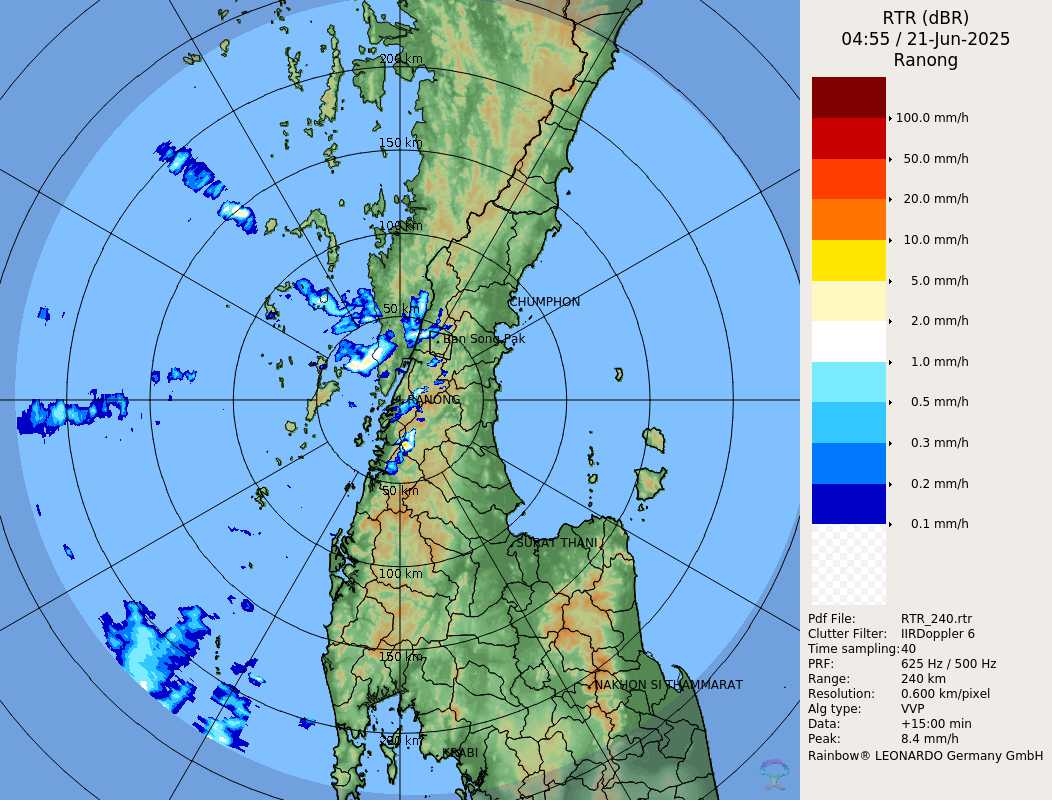 RTR (dBR)
04:55 / 21-Jun-2025
Ranong
100.0 mm/h
50.0 mm/h
20.0 mm/h
10.0 mm/h
5.0 mm/h
2.0 mm/h
1.0 mm/h
0.5 mm/h
0.3 mm/h
0.2 mm/h
0.1 mm/h
Pdf File: RTR_240.rtr
Clutter Filter: IIRDoppler 6
Time sampling:40
PRF: 625 Hz / 500 Hz
Range: 240 km
Resolution: 0.600 km/pixel
Alg type: VVP
Data: +15:00 min
Peak: 8.4 mm/h
Rainbow® LEONARDO Germany GmbH
200 km
150 km
100 km
CHUMPHON
50 km
Ban Song Pak
RANONG
50 km
SURAT THANI
100 km
150 km
NAKHON SI THAMMARAT
200 km
KRABI